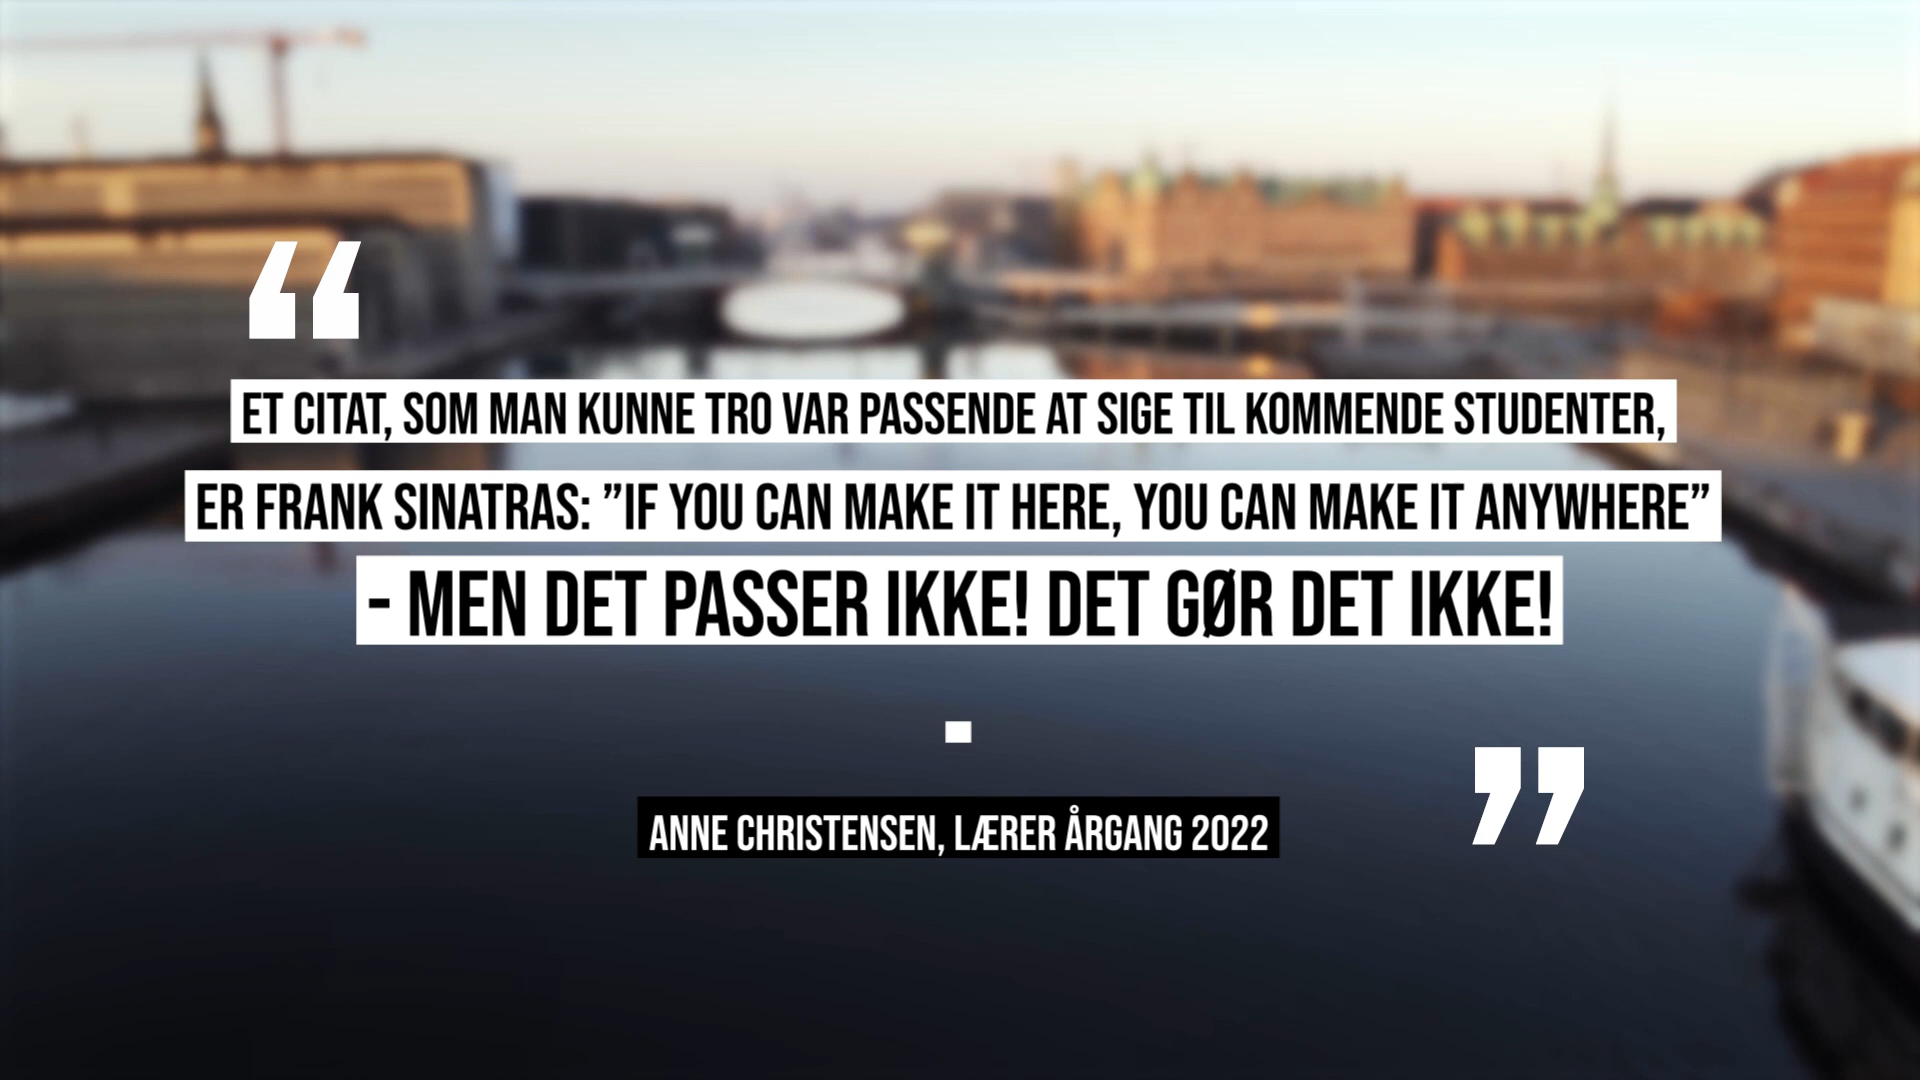 “
ET CITAT, SOM MAN KUNNE TRO VAR PASSENDE AT SIGE TIL KOMMENDE STUDENTER,
ER FRANK SINATRAS: ”IF YOU CAN MAKE IT HERE, YOU CAN MAKE IT ANYWHERE”
- MEN DET PASSER IKKE! DET GØR DET IKKE!
”
ANNE CHRISTENSEN, LÆRER ÅRGANG 2022